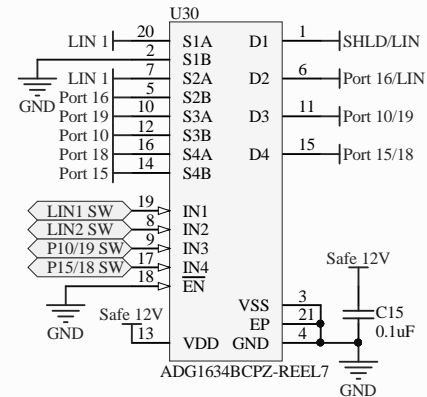 U30
LIN 1 20 S1A D1 1 SHLD/LIN
2 S1B
LIN 1 7 S2A D2 6 Port 16/LIN
GND
Port 16 5 S2B
Port 19 10 S3A D3 11 Port 10/19
Port 10 12 S3B
Port 18 16 S4A D4 15 Port 15/18
Port 15 14 S4B
LIN1 SW 19 IN1
LIN2 SW 8 IN2
P10/19 SW 9 IN3
P15/18 SW 17 IN4
18 EN
Safe 12V
GND
VSS 3
Safe 12V
EP 21
C15
0.1uF
13 VDD GND 4
ADG1634BCPZ-REEL7
GND